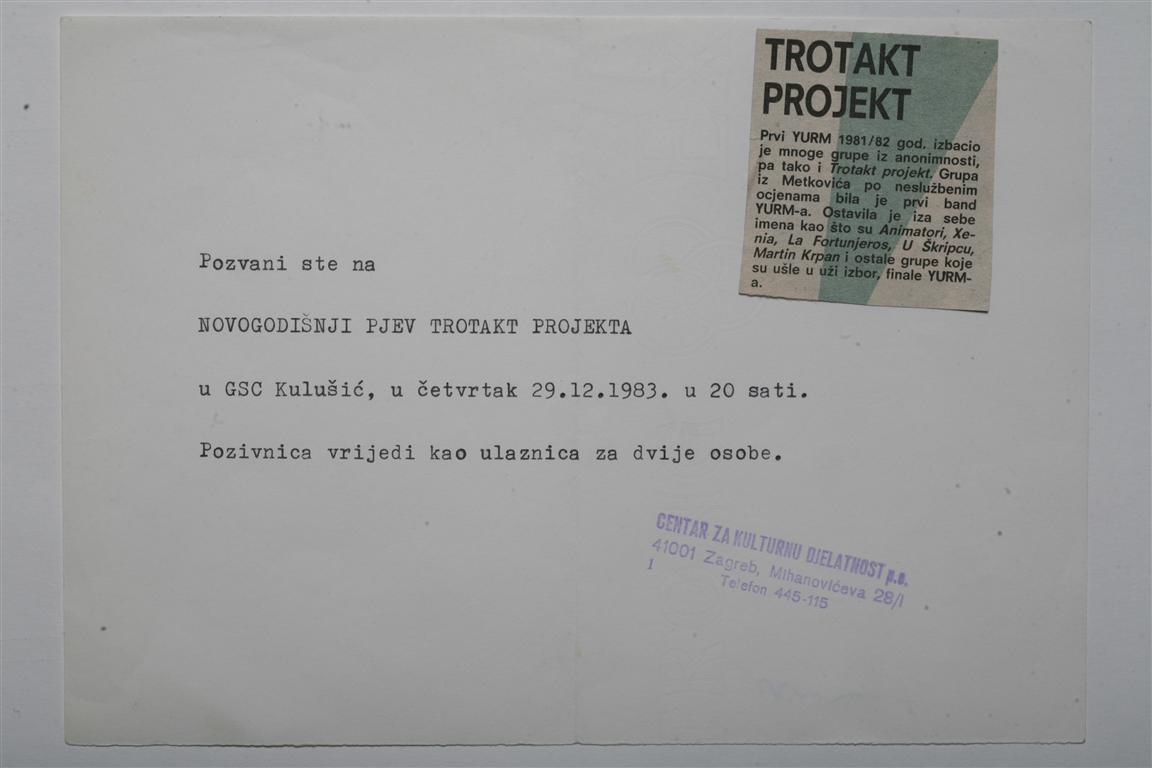 TROTAKT
PROJEKT
Prvi YURM 1981/82 god. izbacio
je mnoge grupe iz anonimnosti,
pa tako i Trotakt projekt. Grupa
iz Metkovića po neslužbenim
ocjenama bila je prvi band
YURM-a. Ostavila je iza sebe
imena kao što su Animatori, Xe-
nia, La Fortunjeros, U Škripcu,
Martin Krpan i ostale grupe koje
su ušle u uži izbor, finale YURM-
a.
Pozvani ste na
NOVOGODIŠNJI PJEV TROTAKT PROJEKTA
u GSC Kulušić, u četvrtak 29.12.1983. u 20 sati.
Pozivnica vrijedi kao ulaznica za dvije osobe.
CENTAR ZA KULTURNU DJELATNOST p.o.
41001 Zagreb, Mihanovićeva 28/I
1 Telefon 445-115